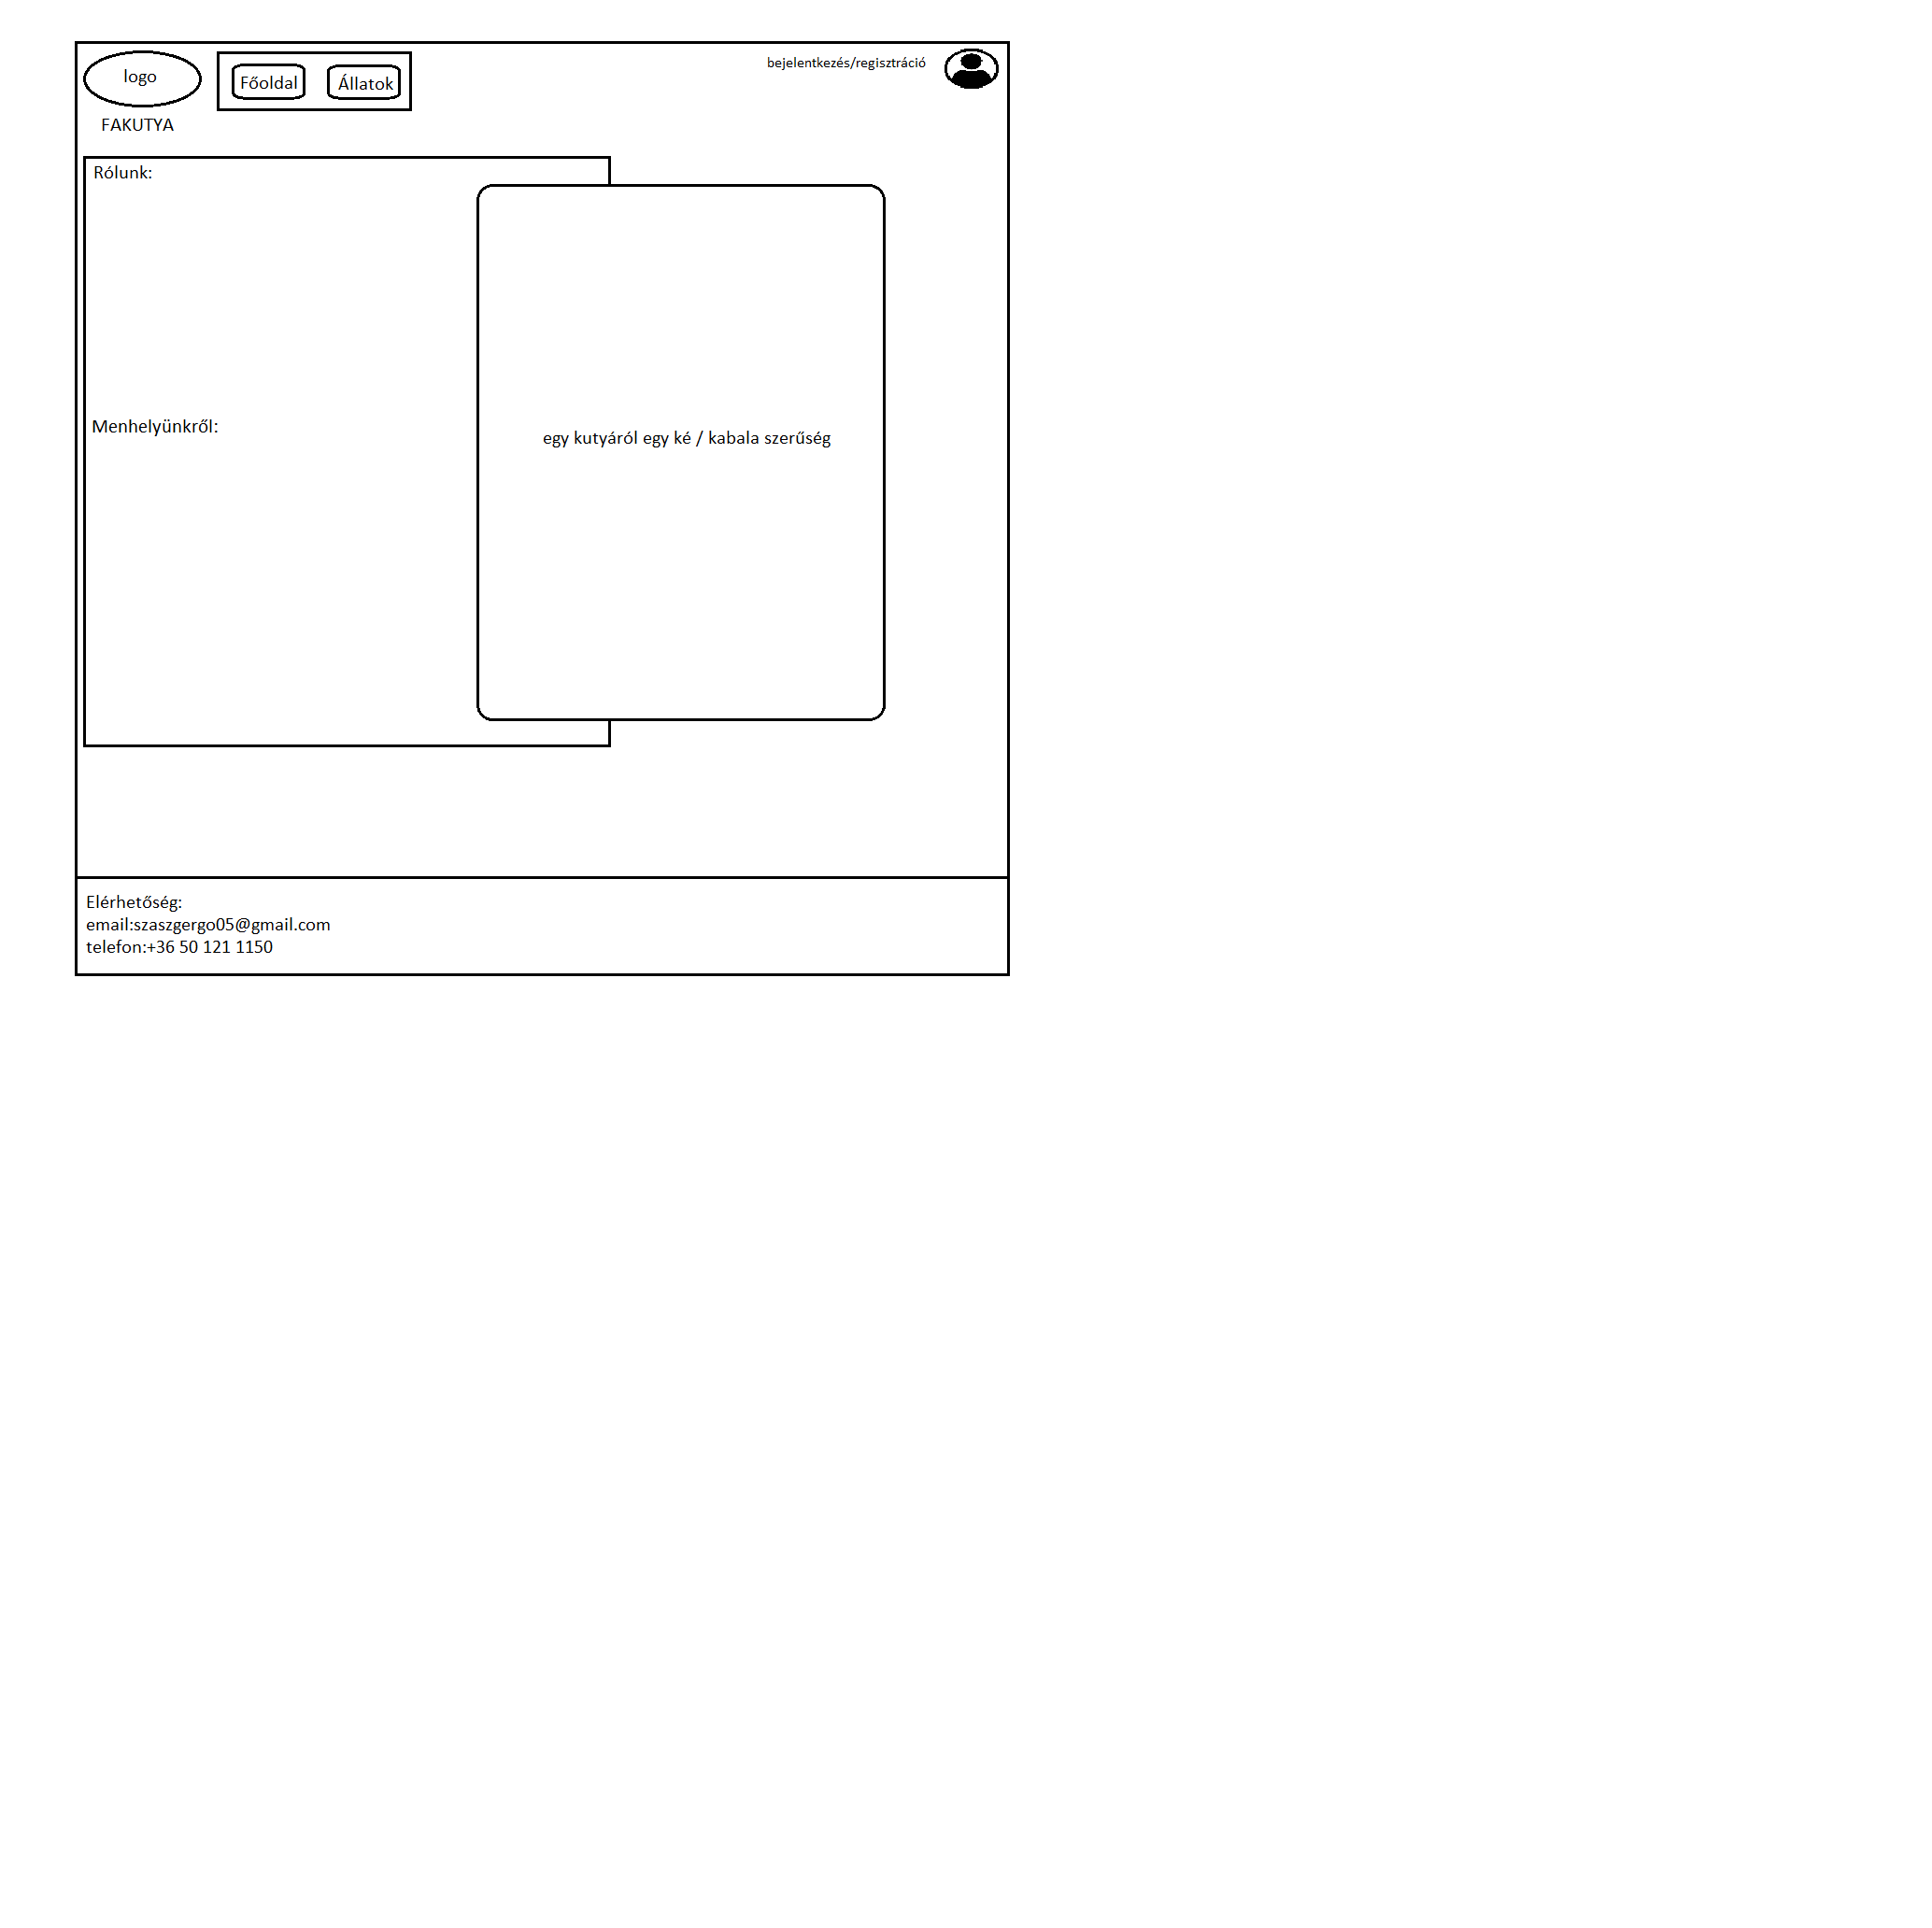 logo
Főoldal
Állatok
bejelentkezés/regisztráció
FAKUTYA
Rólunk:
Menhelyünkről:
egy kutyáról egy ké / kabala szerűség
Elérhetőség:
email:szaszgergo05@gmail.com
telefon:+36 50 121 1150